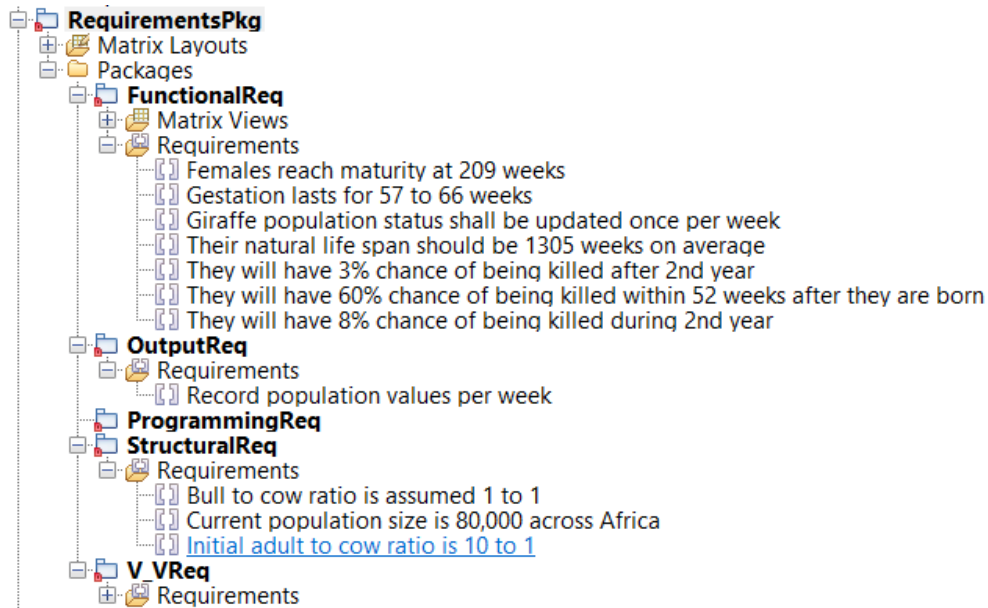 RequirementsPkg
Matrix Layouts
Packages
FunctionalReq
Matrix Views
Requirements
Females reach maturity at 209 weeks
Gestation lasts for 57 to 66 weeks
Giraffe population status shall be updated once per week
Their natural life span should be 1305 weeks on average
They will have 3% chance of being killed after 2nd year
They will have 60% chance of being killed within 52 weeks after they are born
They will have 8% chance of being killed during 2nd year
OutputReq
Requirements
Record population values per week
ProgrammingReq
StructuralReq
Requirements
Bull to cow ratio is assumed 1 to 1
Current population size is 80,000 across Africa
Initial adult to cow ratio is 10 to 1
V_VReq
Requirements